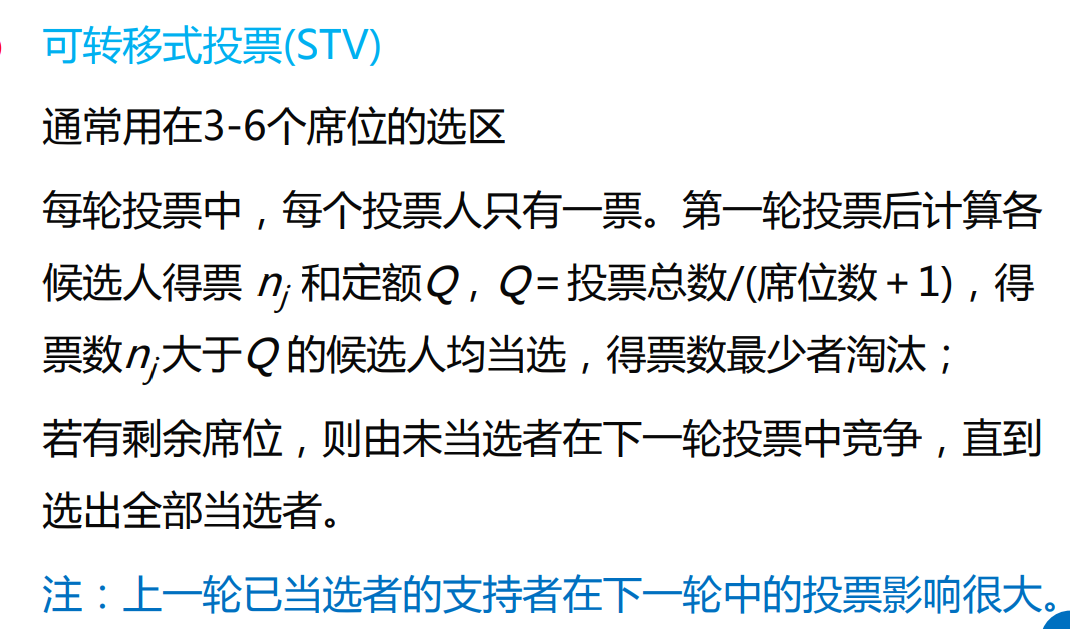 可转移式投票(STV)
通常用在3-6个席位的选区
每轮投票中，每个投票人只有一票。第一轮投票后计算各
候选人得票 nj 和定额Q，Q=投票总数/(席位数+1)，得
票数nj大于Q 的候选人均当选，得票数最少者淘汰；
若有剩余席位，则由未当选者在下一轮投票中竞争，直到
选出全部当选者。
注：上一轮已当选者的支持者在下一轮中的投票影响很大。